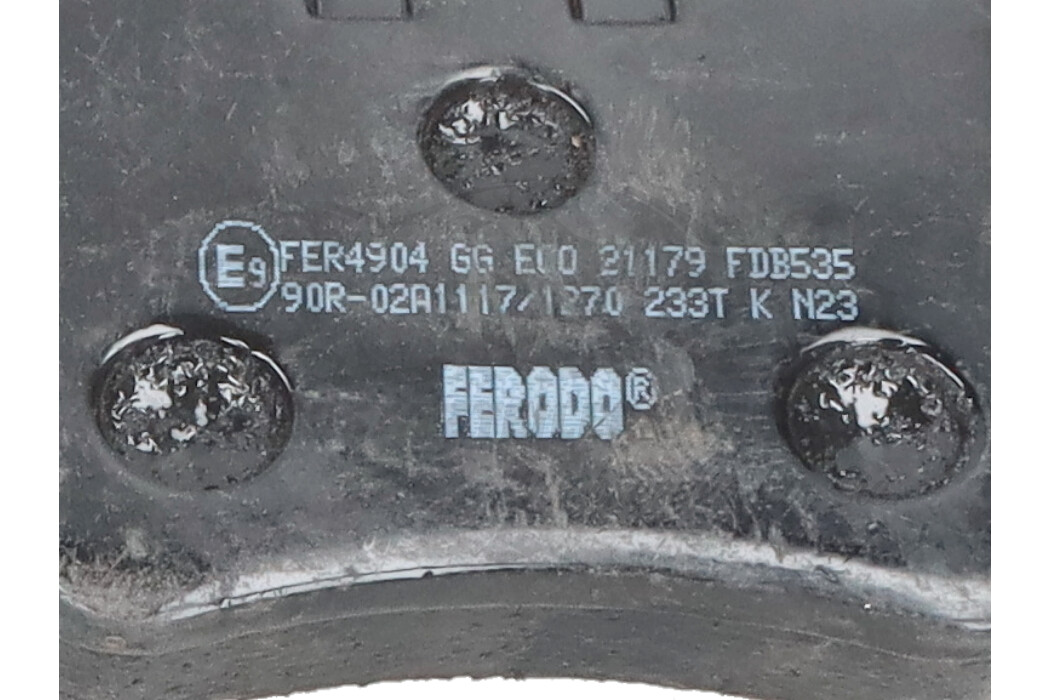 E9 FER4904 GG ECO 21179 FDB535
90R-02A1117/1270 233T K N23
FERODO®